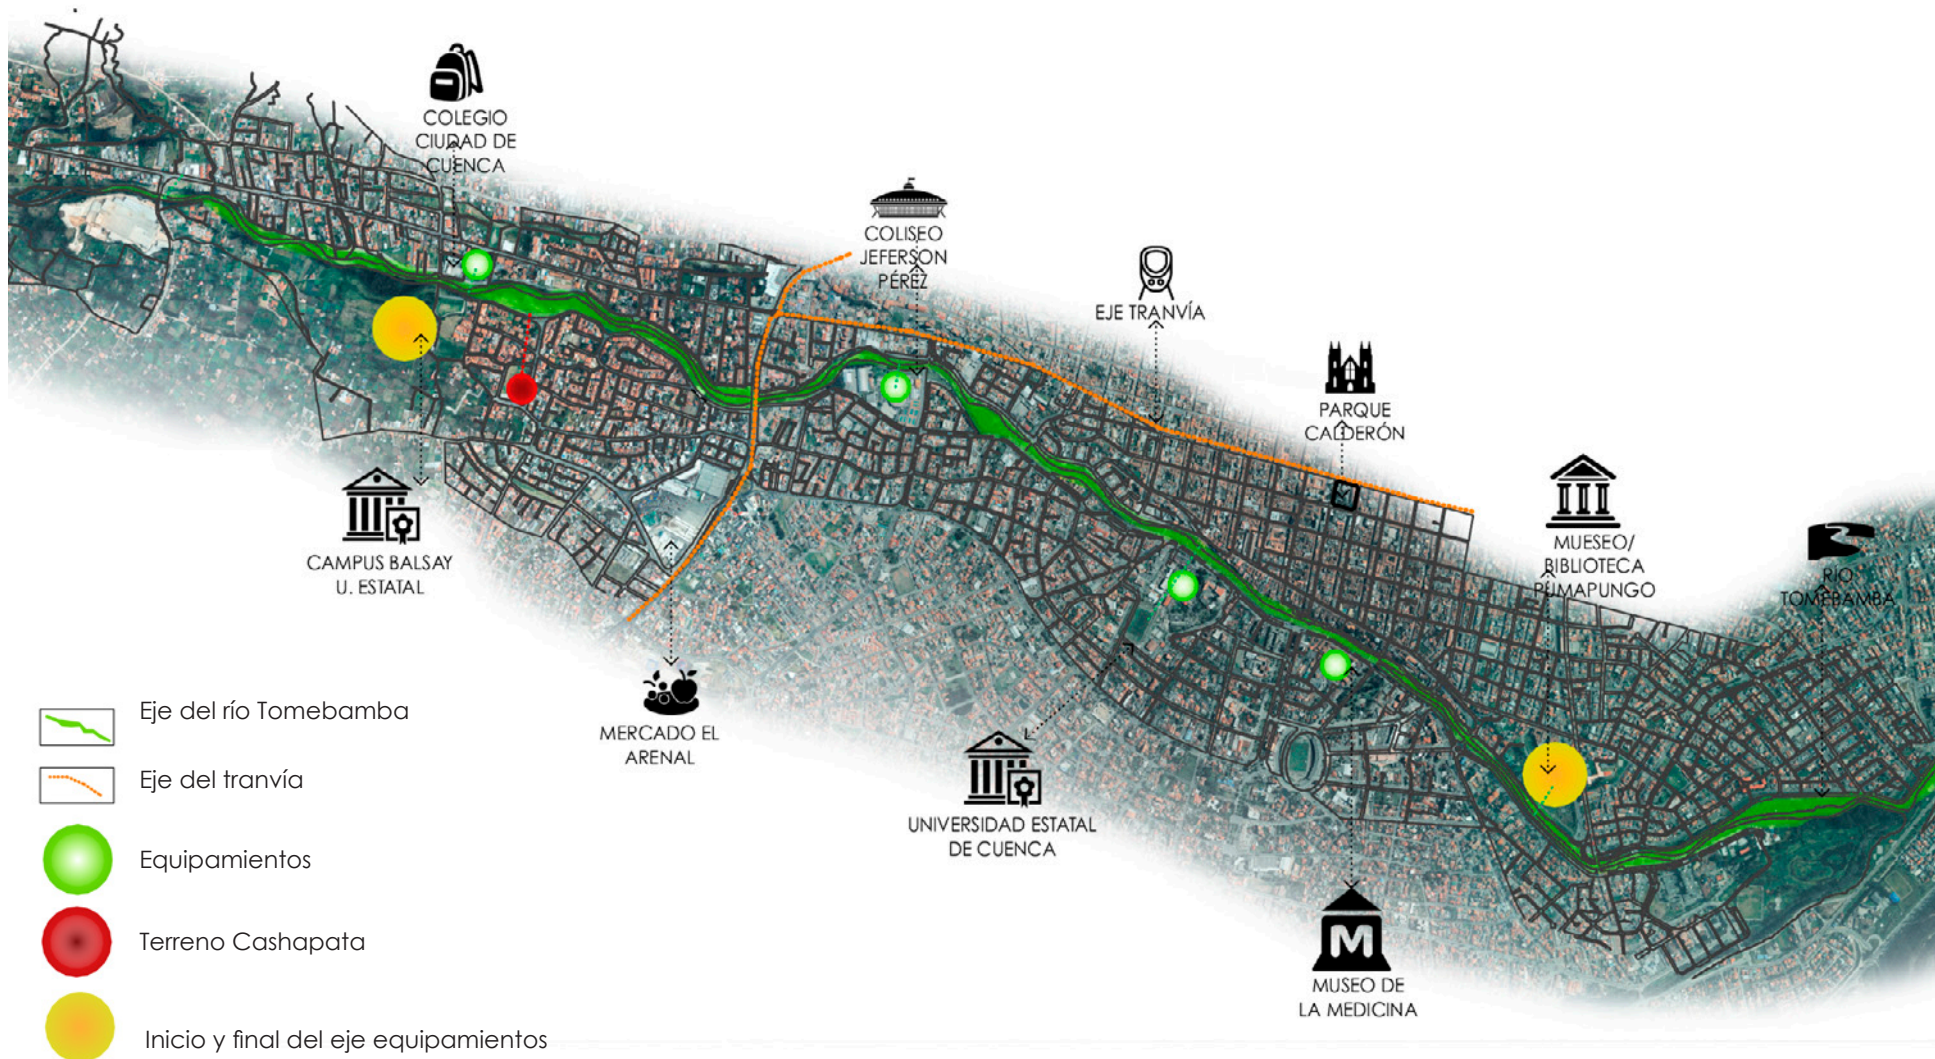 COLEGIO
CIUDAD DE
CUENCA
COLISEO
JEFERSON
PÉREZ
EJE TRANVÍA
PARQUE
CALDERÓN
MUESEO/
BIBLIOTECA
PUMAPUNGO
RIO
TOMEBAMBA
CAMPUS BALSAY
U. ESTATAL
MERCADO EL
ARENAL
UNIVERSIDAD ESTATAL
DE CUENCA
M
MUSEO DE
LA MEDICINA
Eje del río Tomebamba
Eje del tranvía
Equipamientos
Terreno Cashapata
Inicio y final del eje equipamientos